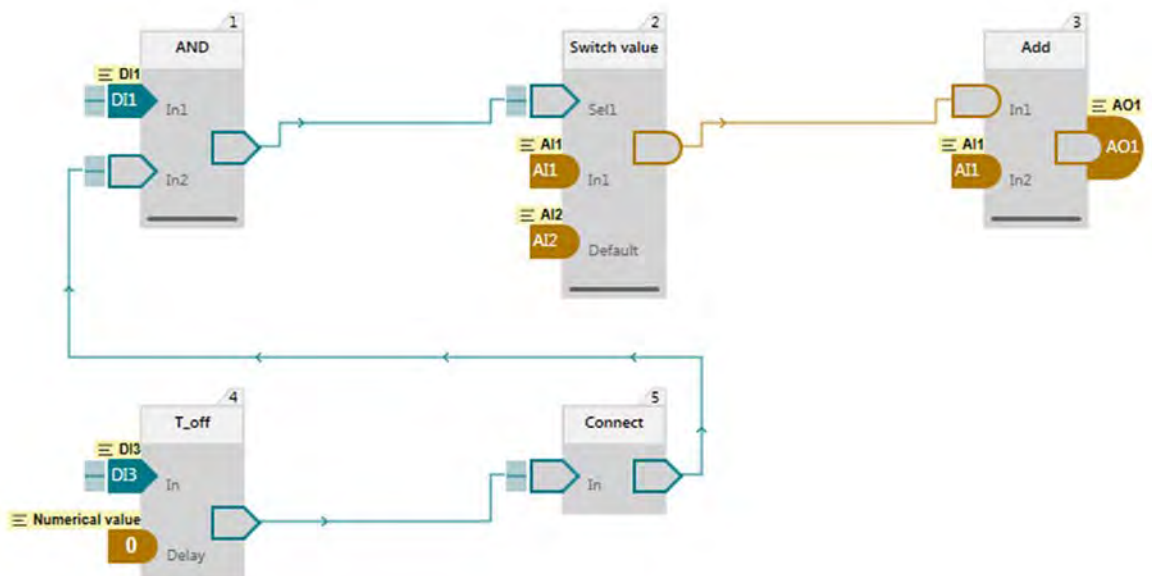 1
AND
DI1
DI1
In1
In2
2
Switch value
Sel1
AI1
AI1
In1
AI2
AI2
Default
3
Add
In1
AO1
AO1
AI1
AI1
In2
4
T_off
DI3
DI3
In
Numerical value
0
Delay
5
Connect
In